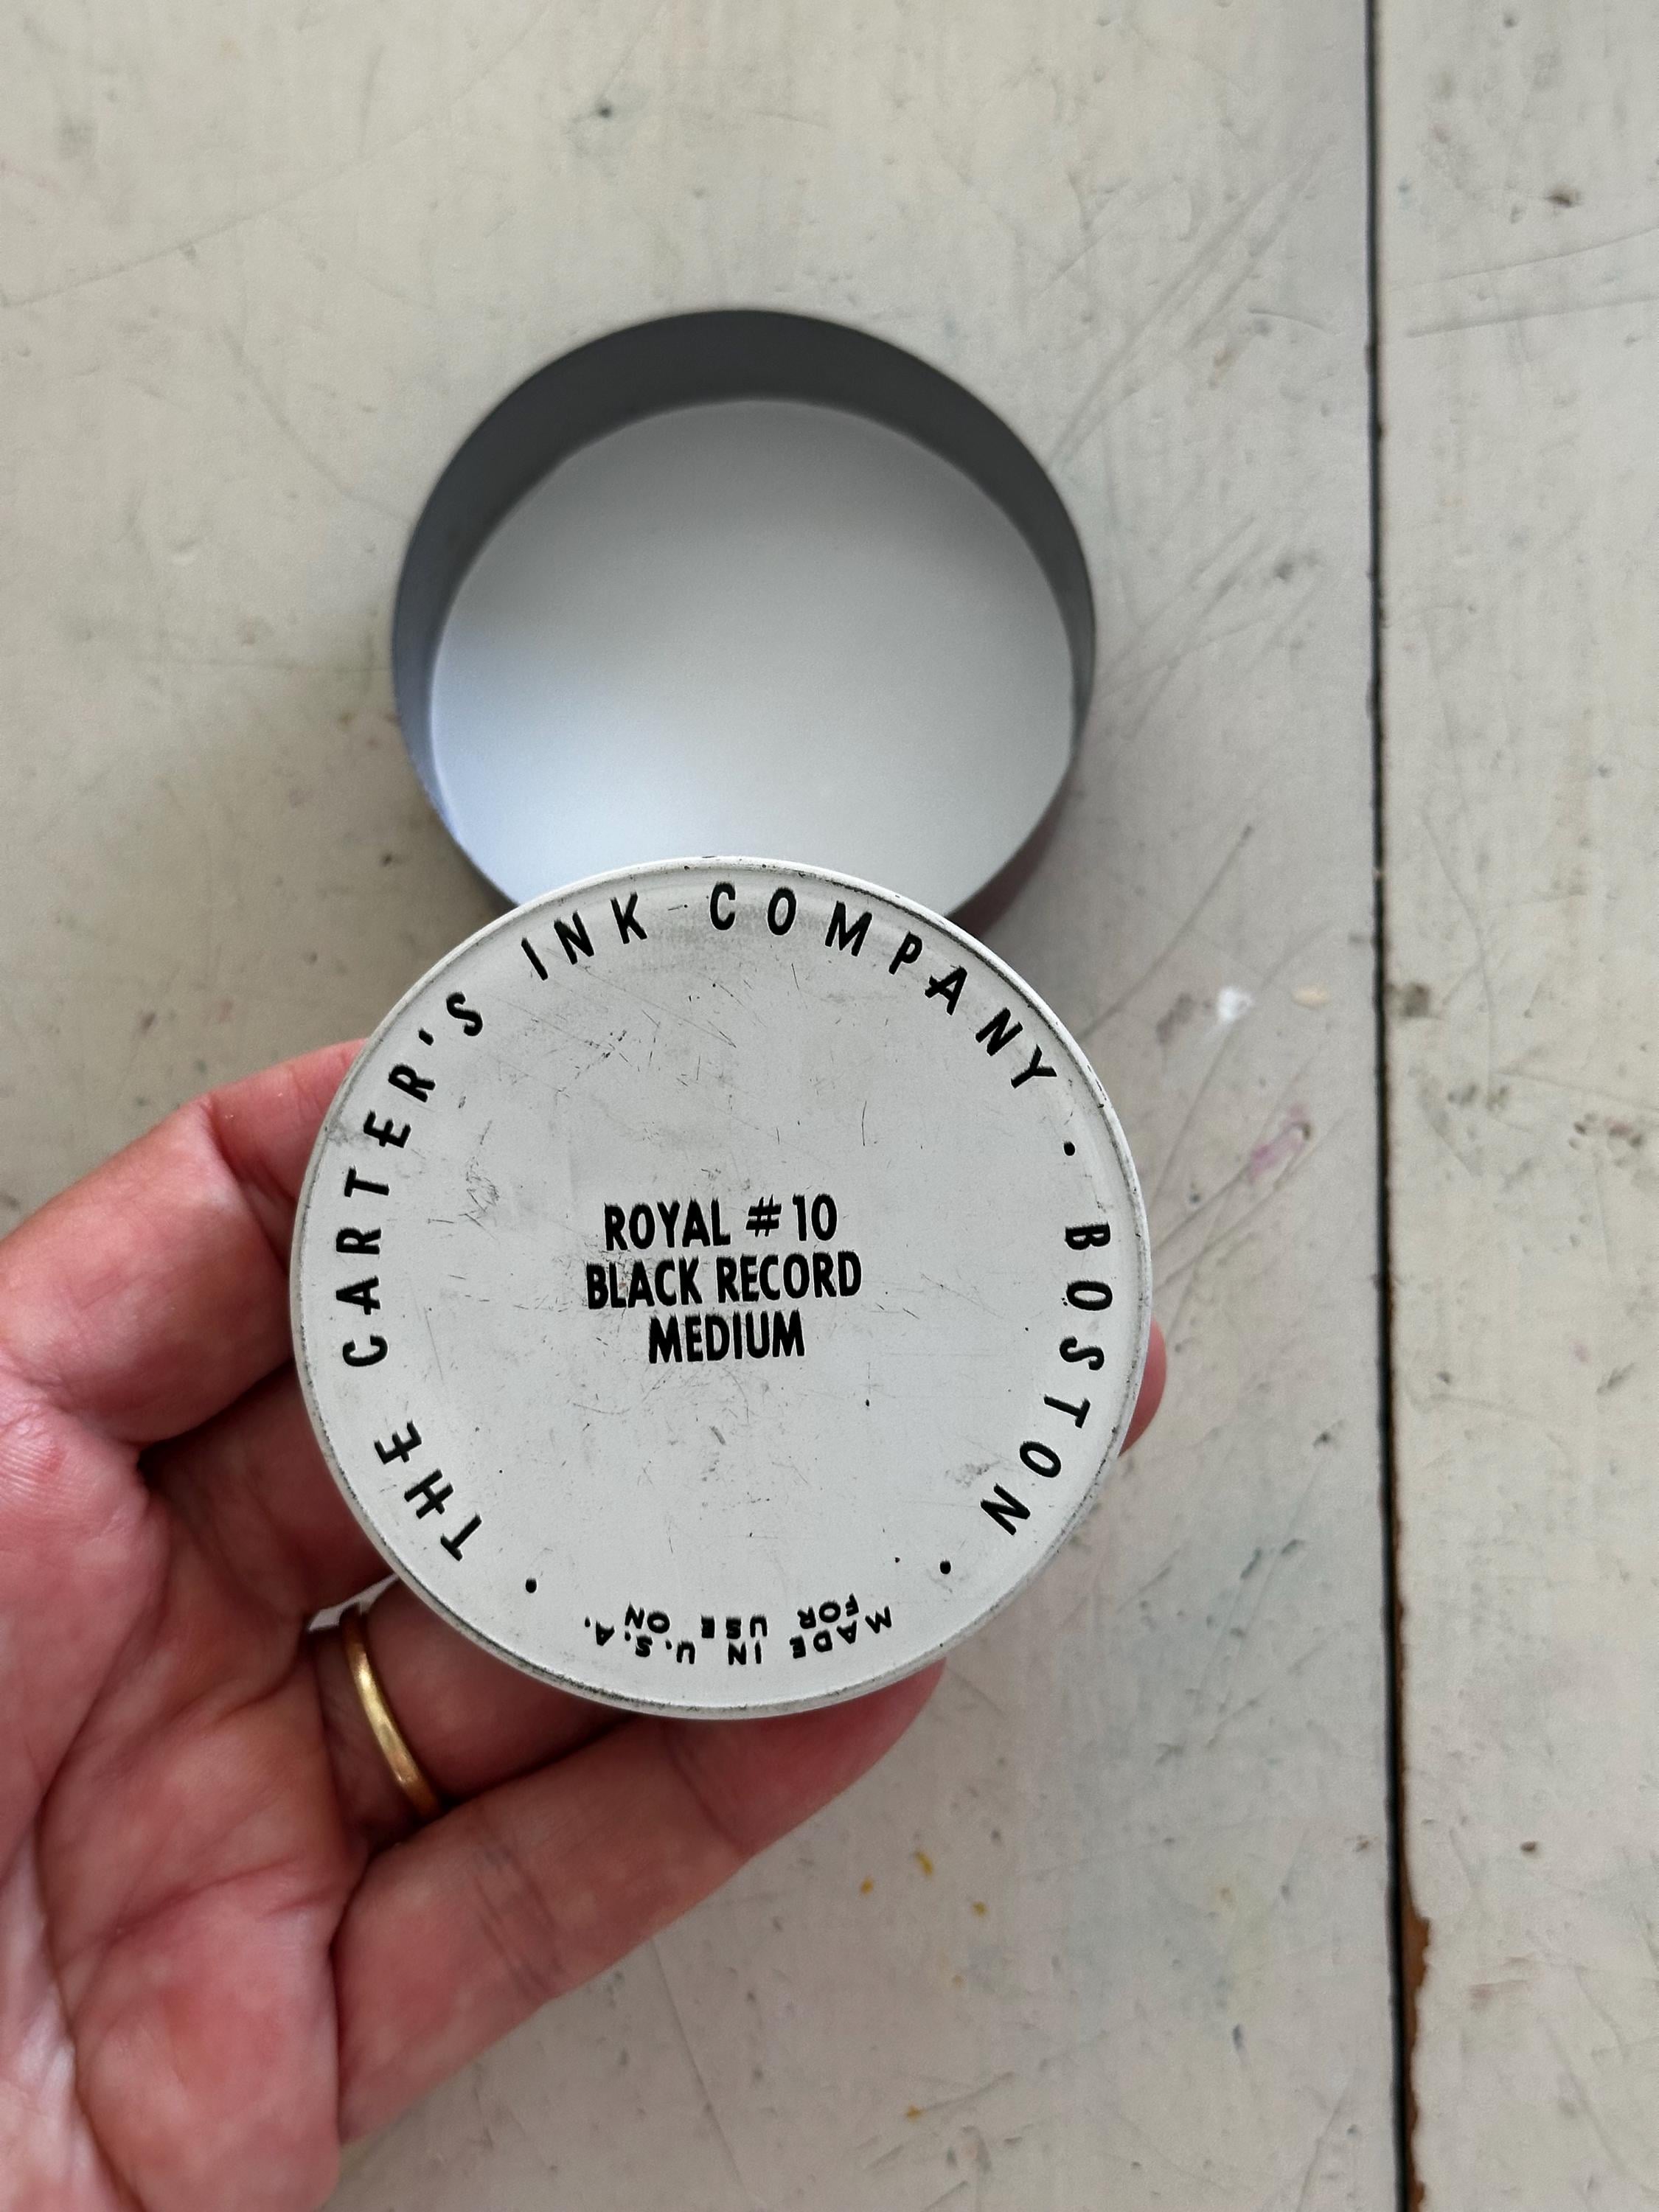 THE CARTER'S INK COMPANY • BOSTON •
ROYAL #10
BLACK RECORD
MEDIUM
FOR USE ON
MADE IN U.S.A.